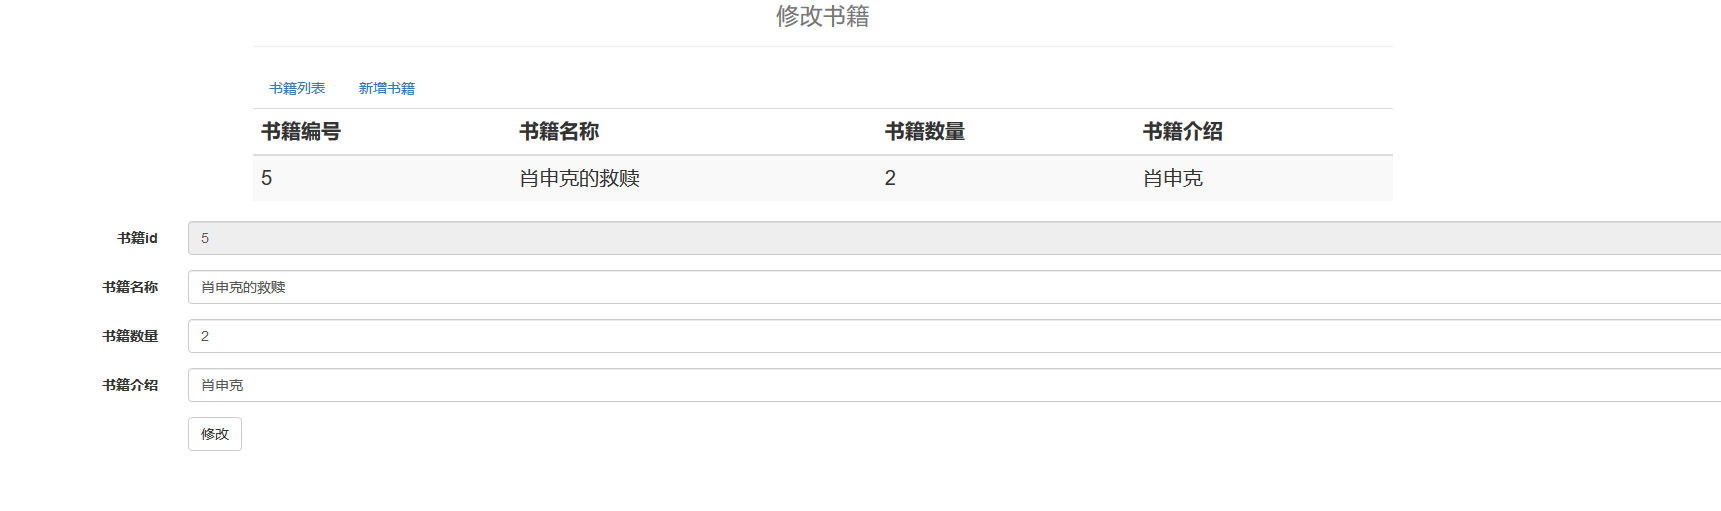 修改书籍
书籍列表 新增书籍
书籍编号 书籍名称 书籍数量 书籍介绍
5 肖申克的救赎 2 肖申克
书籍id 5
书籍名称 肖申克的救赎
书籍数量 2
书籍介绍 肖申克
修改